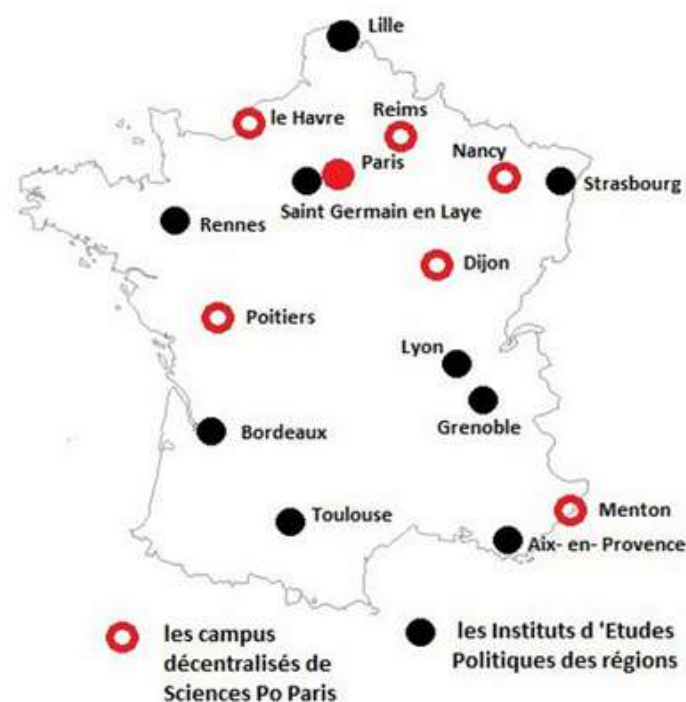 Lille
le Havre
Reims
Paris
Nancy
Strasbourg
Saint Germain en Laye
Rennes
Dijon
Poitiers
Lyon
Grenoble
Bordeaux
Menton
Toulouse
Aix- en- Provence
les campus
décentralisés de
Sciences Po Paris
les Instituts d 'Etudes
Politiques des régions